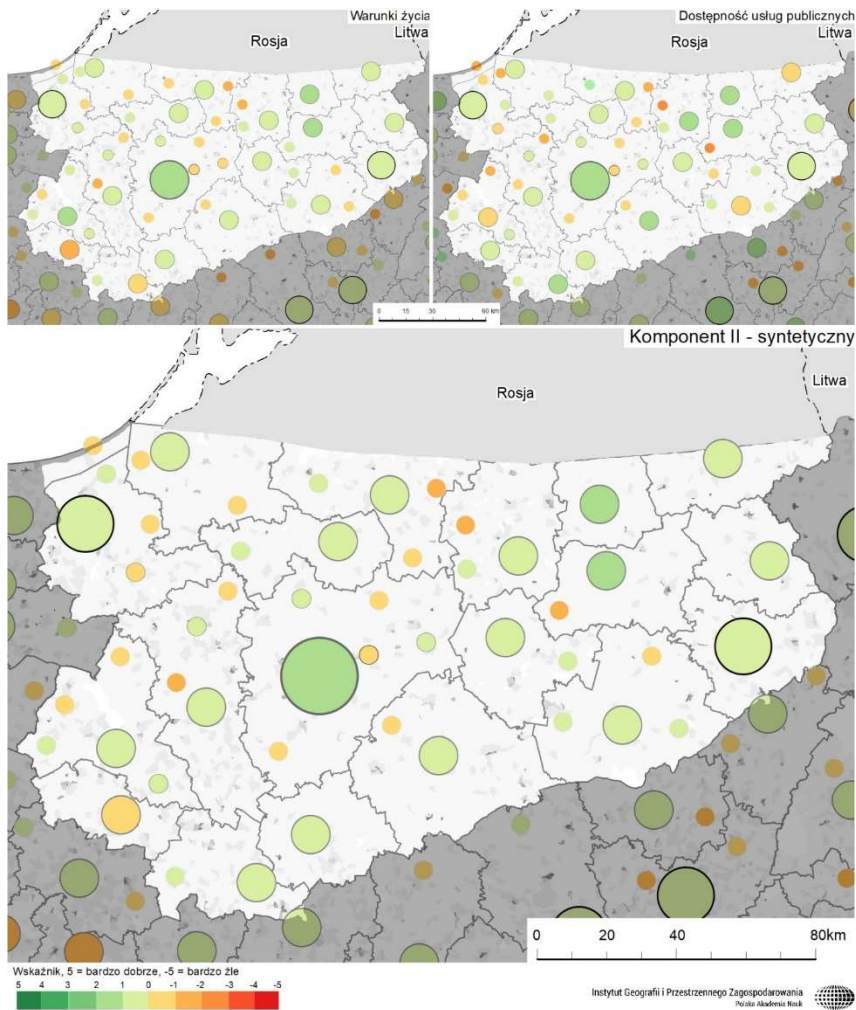 Warunki życia
Rosja
Litwa
0 15 30 60 km
Dostępność usług publicznych
Rosja
Litwa
Komponent II - syntetyczny
Rosja
Litwa
0 20 40 80km
Wskaźnik, 5 = bardzo dobrze, -5 = bardzo źle
5 4 3 2 1 0 -1 -2 -3 -4 -5
Instytut Geografii i Przestrzennego Zagospodarowania
Polska Akademia Nauk